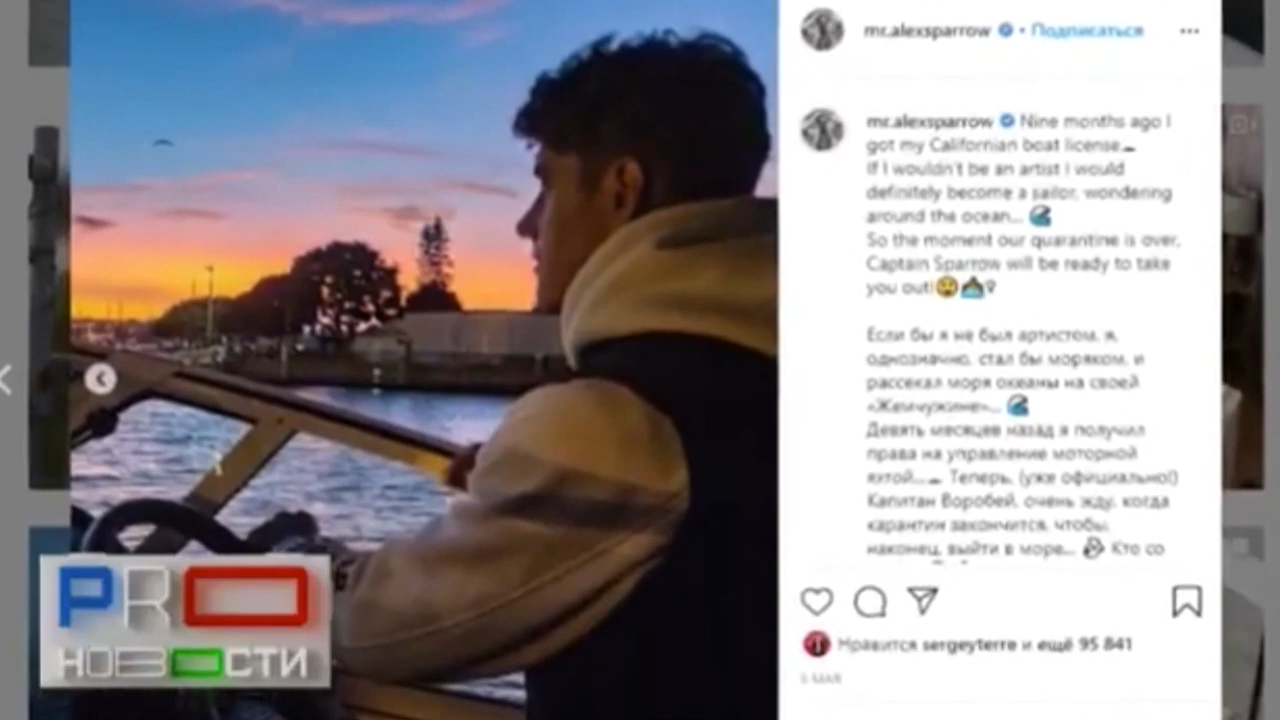 mr.alexsparrow • Подписаться
mr.alexsparrow Nine months ago I
got my Californian boat license
If I wouldn't be an artist I would
definitely become a sailor, wondering
around the ocean...
So the moment our quarantine is over,
Captain Sparrow will be ready to take
you out!
Если бы я не был артистом, я,
однозначно, стал бы моряком, и
рассекал моря океаны на своей
«Жемчужине»...
Девять месяцев назад я получил
права на управление моторной
яхтой... Теперь, (уже официально!)
Капитан Воробей, очень жду, когда
карантин закончится, чтобы,
наконец, выйти в море... Кто со
Нравится sergeyterre и ещё 95 841
МАЯ
PRO
НОВОСТИ